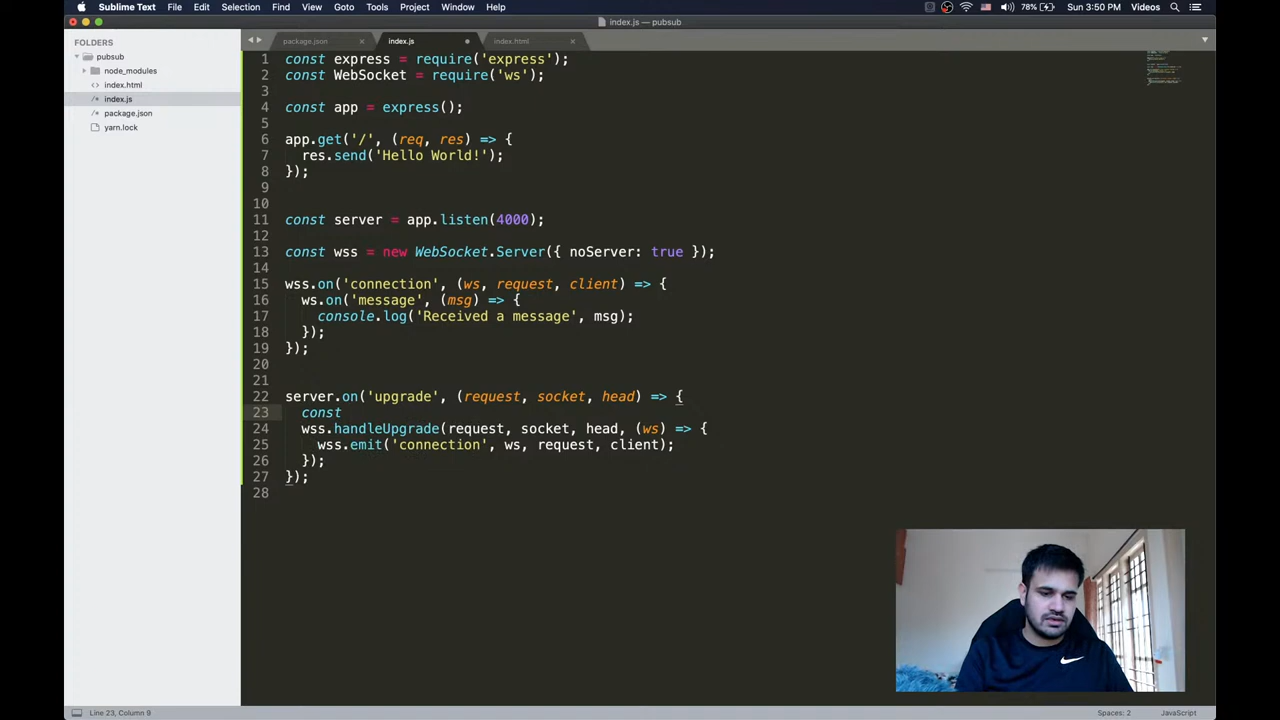 Sublime Text File Edit Selection Find View Goto Tools Project Window Help 78% Sun 3:50 PM Videos
index.js — pubsub
FOLDERS
pubsub
node_modules
index.html
index.js
package.json
yarn.lock
package.json × index.js index.html ×
1 const express = require('express');
2 const WebSocket = require('ws');
3
4 const app = express();
5
6 app.get('/', (req, res) => {
7 res.send('Hello World!');
8 });
9
10
11 const server = app.listen(4000);
12
13 const wss = new WebSocket.Server({ noServer: true });
14
15 wss.on('connection', (ws, request, client) => {
16 ws.on('message', (msg) => {
17 console.log('Received a message', msg);
18 });
19 });
20
21
22 server.on('upgrade', (request, socket, head) => {
23 const
24 wss.handleUpgrade(request, socket, head, (ws) => {
25 wss.emit('connection', ws, request, client);
26 });
27 });
28
Line 23, Column 9 Spaces: 2 JavaScript